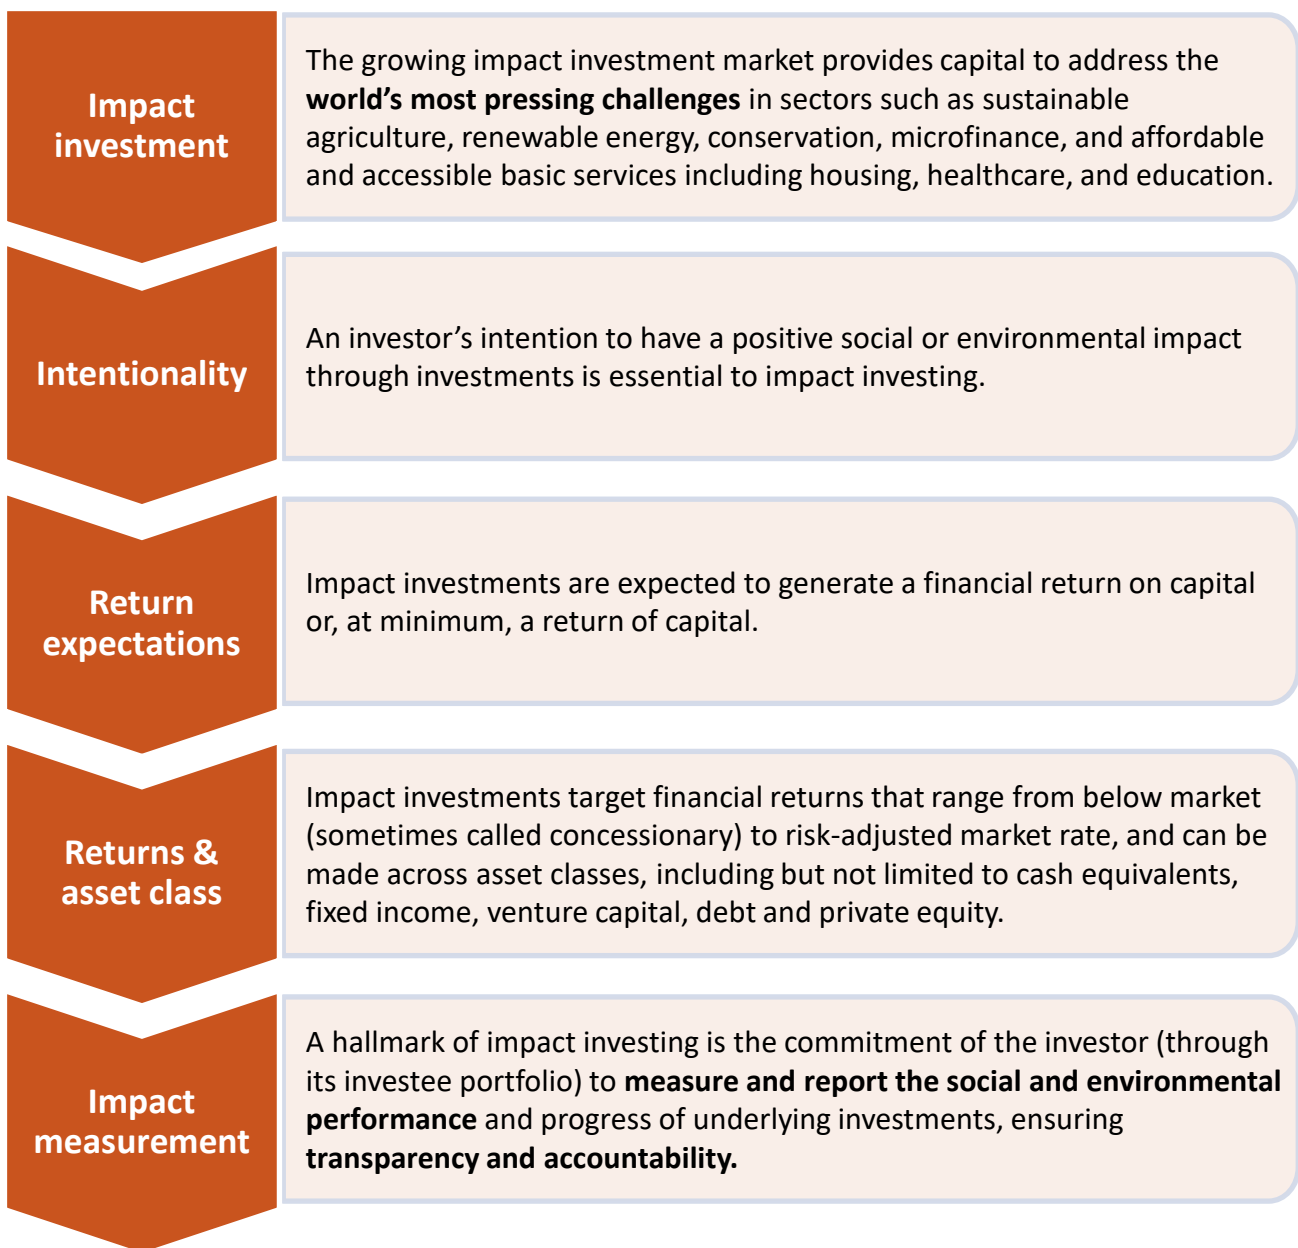 Impact
investment
The growing impact investment market provides capital to address the
world’s most pressing challenges in sectors such as sustainable
agriculture, renewable energy, conservation, microfinance, and affordable
and accessible basic services including housing, healthcare, and education.
Intentionality
An investor’s intention to have a positive social or environmental impact
through investments is essential to impact investing.
Return
expectations
Impact investments are expected to generate a financial return on capital
or, at minimum, a return of capital.
Returns &
asset class
Impact investments target financial returns that range from below market
(sometimes called concessionary) to risk-adjusted market rate, and can be
made across asset classes, including but not limited to cash equivalents,
fixed income, venture capital, debt and private equity.
Impact
measurement
A hallmark of impact investing is the commitment of the investor (through
its investee portfolio) to measure and report the social and environmental
performance and progress of underlying investments, ensuring
transparency and accountability.